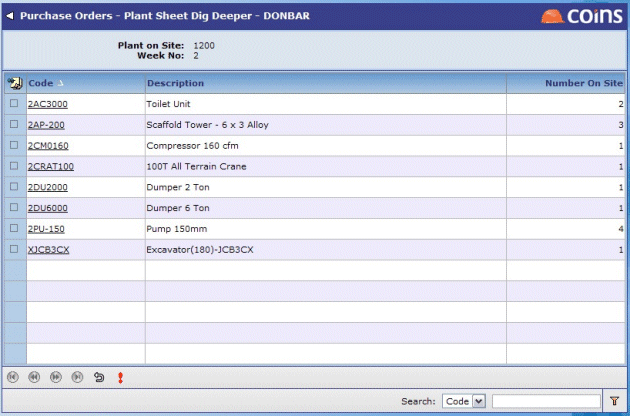 Purchase Orders - Plant Sheet Dig Deeper - DONBAR
COINS
Plant on Site: 1200
Week No: 2
Code Description Number On Site
2AC3000 Toilet Unit 2
2AP-200 Scaffold Tower - 6 x 3 Alloy 3
2CM0160 Compressor 160 cfm 1
2CRAT100 100T All Terrain Crane 1
2DU2000 Dumper 2 Ton 1
2DU6000 Dumper 6 Ton 1
2PU-150 Pump 150mm 4
XJCB3CX Excavator(180)-JCB3CX 1
Search: Code